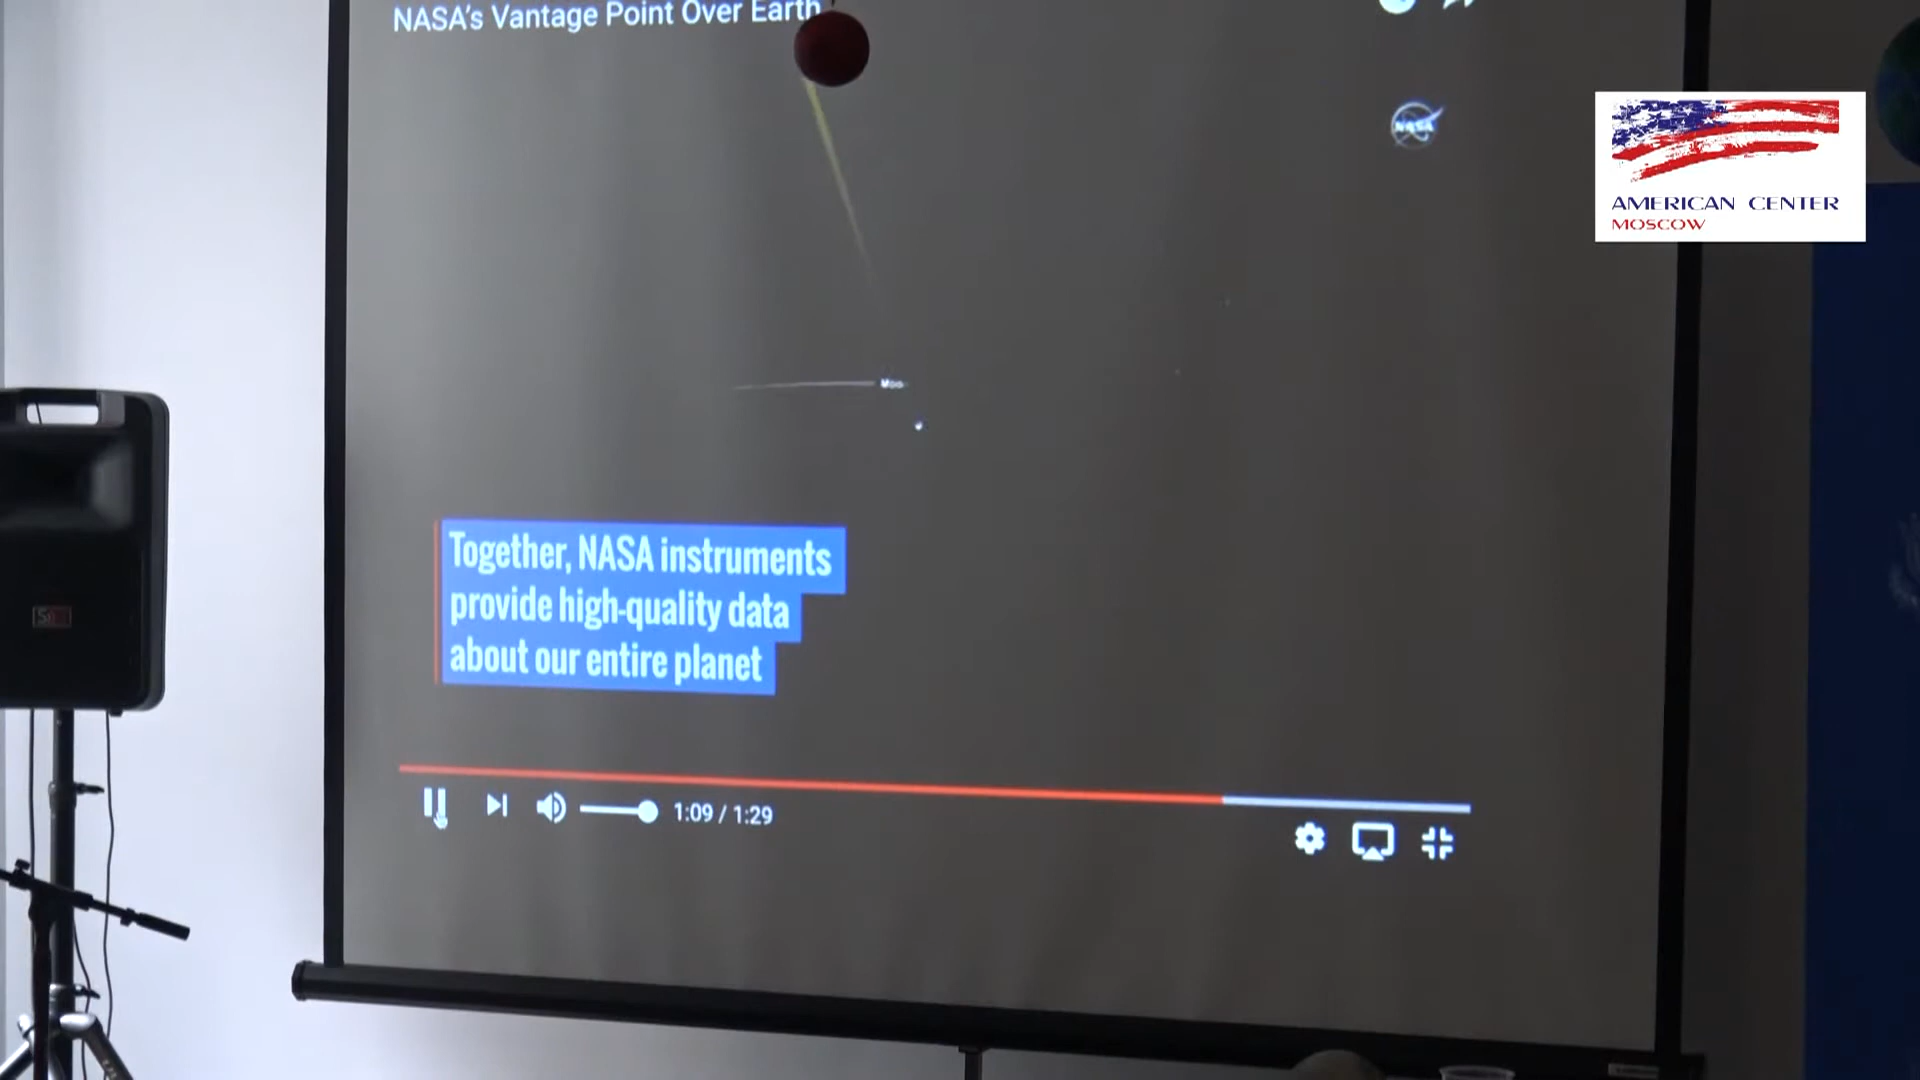 NASA's Vantage Point Over Earth
NASA
AMERICAN CENTER
MOSCOW
Together, NASA instruments
provide high-quality data
about our entire planet
1:09 / 1:29